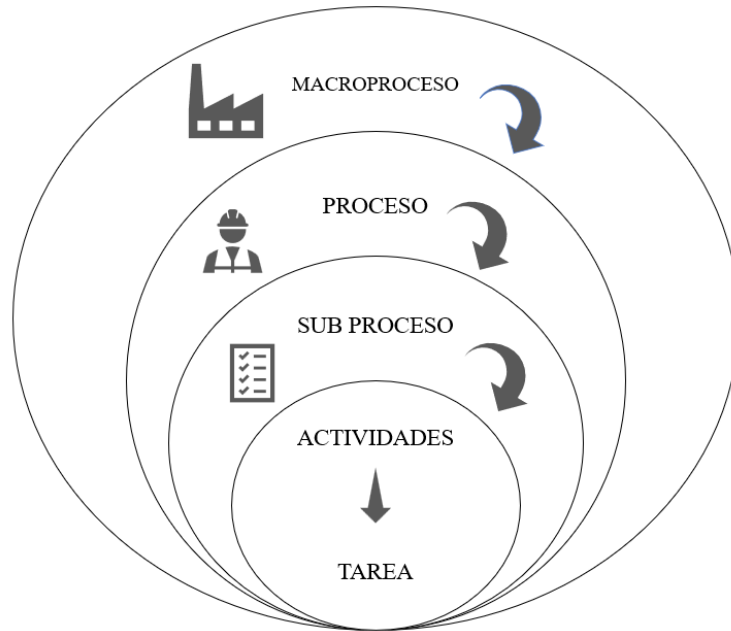 MACROPROCESO
PROCESO
SUB PROCESO
ACTIVIDADES
TAREA